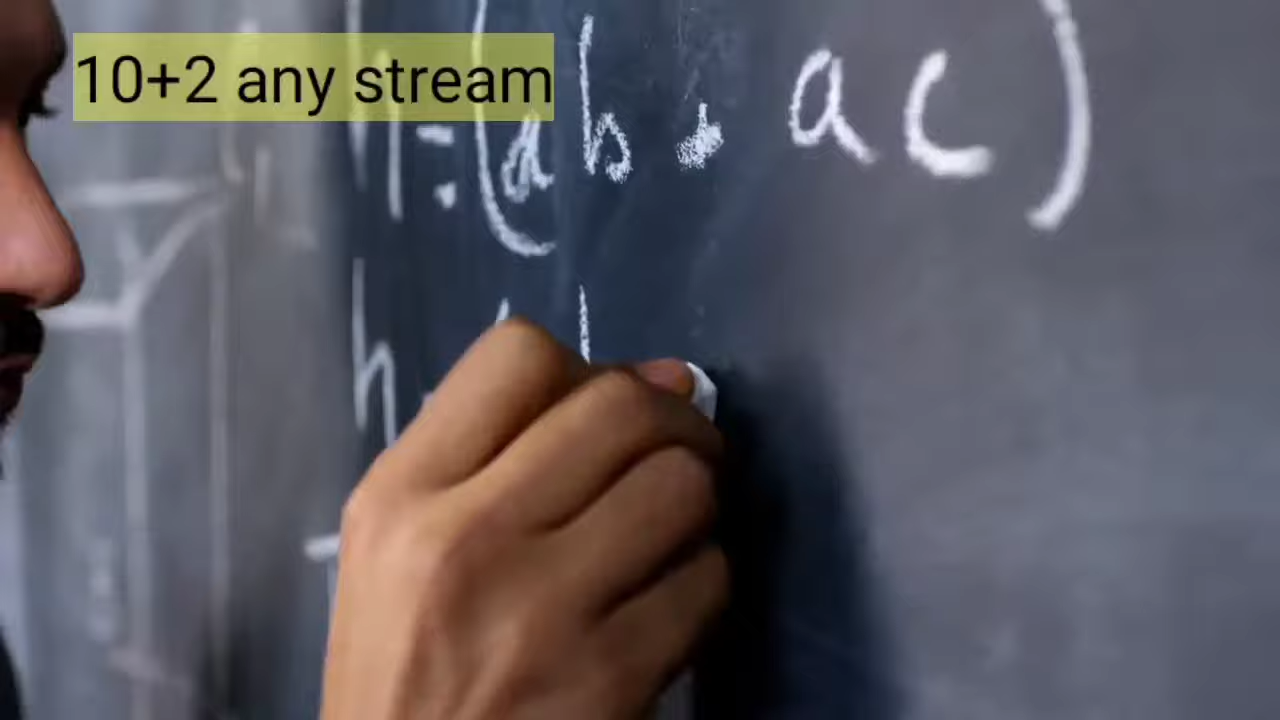 10+2 any stream
h = (ab . ac)
h